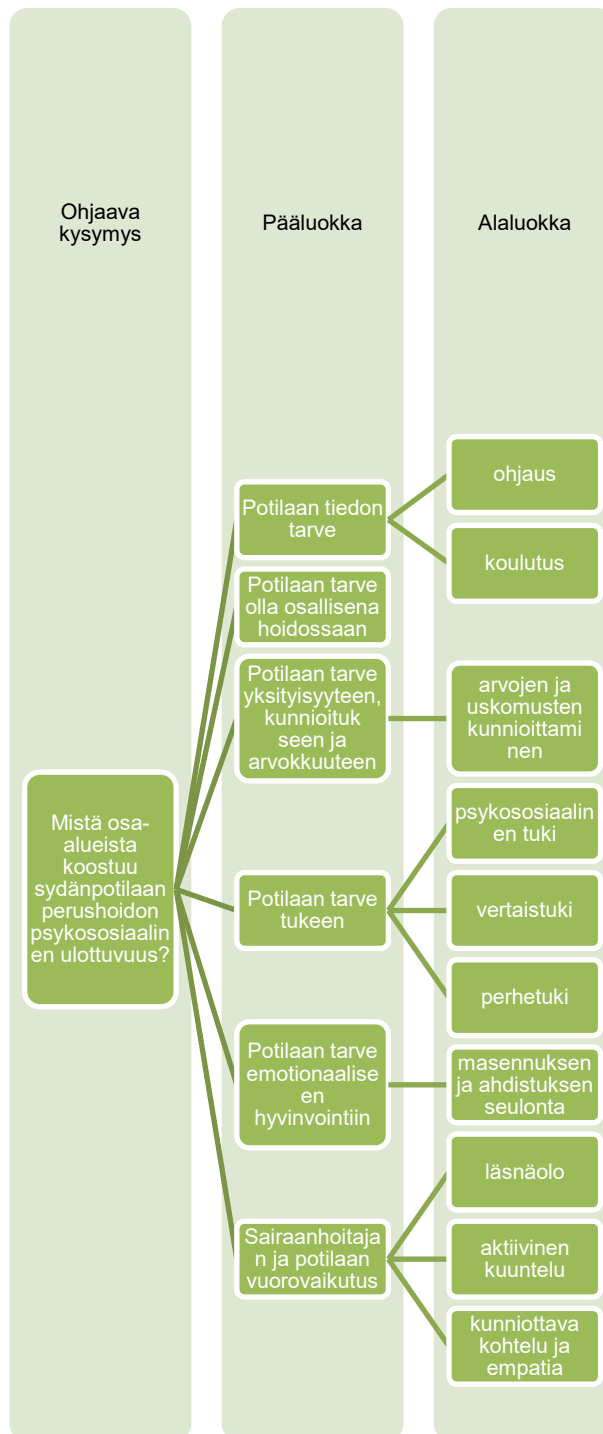 Ohjaava
kysymys
Pääluokka
Alaluokka
Mistä osa-
alueista
koostuu
sydänpotilaan
perushoidon
psykososiaalin
en ulottuvuus?
Potilaan tiedon
tarve
ohjaus
koulutus
Potilaan tarve
olla osallisena
hoidossaan
Potilaan tarve
yksityisyyteen,
kunnioituk
seen ja
arvokkuuteen
arvojen ja
uskomusten
kunnioittami
nen
Potilaan tarve
tukeen
psykososiaalin
en tuki
vertaistuki
perhetuki
Potilaan tarve
emotionaalise
en
hyvinvointiin
masennuksen
ja ahdistuksen
seulonta
Sairaanhoitaja
n ja potilaan
vuorovaikutus
läsnäolo
aktiivinen
kuuntelu
kunniottava
kohtelu ja
empatia